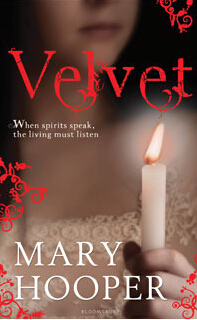 Velvet
When spirits speak,
the living must listen
MARY
HOOPER
BLOOMSBURY